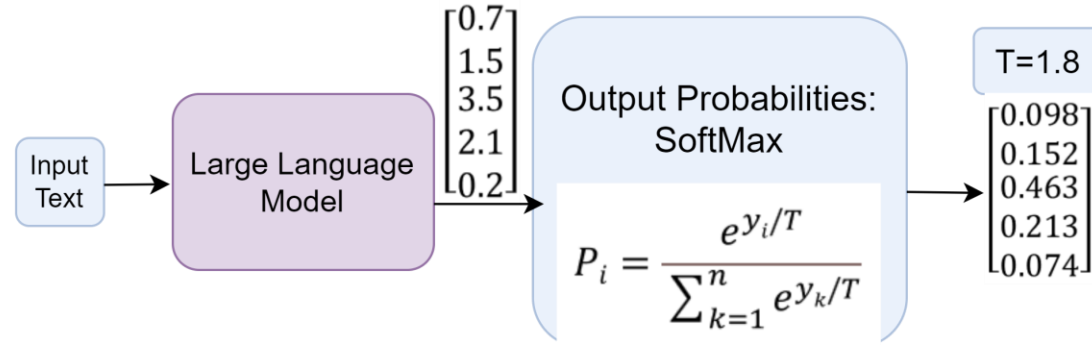 Input
Text
Large Language
Model
[0.7
1.5
3.5
2.1
0.2]
Output Probabilities:
SoftMax
P_i = e^{y_i/T} / ∑_{k=1}^{n} e^{y_k/T}
T=1.8
[0.098
0.152
0.463
0.213
0.074]